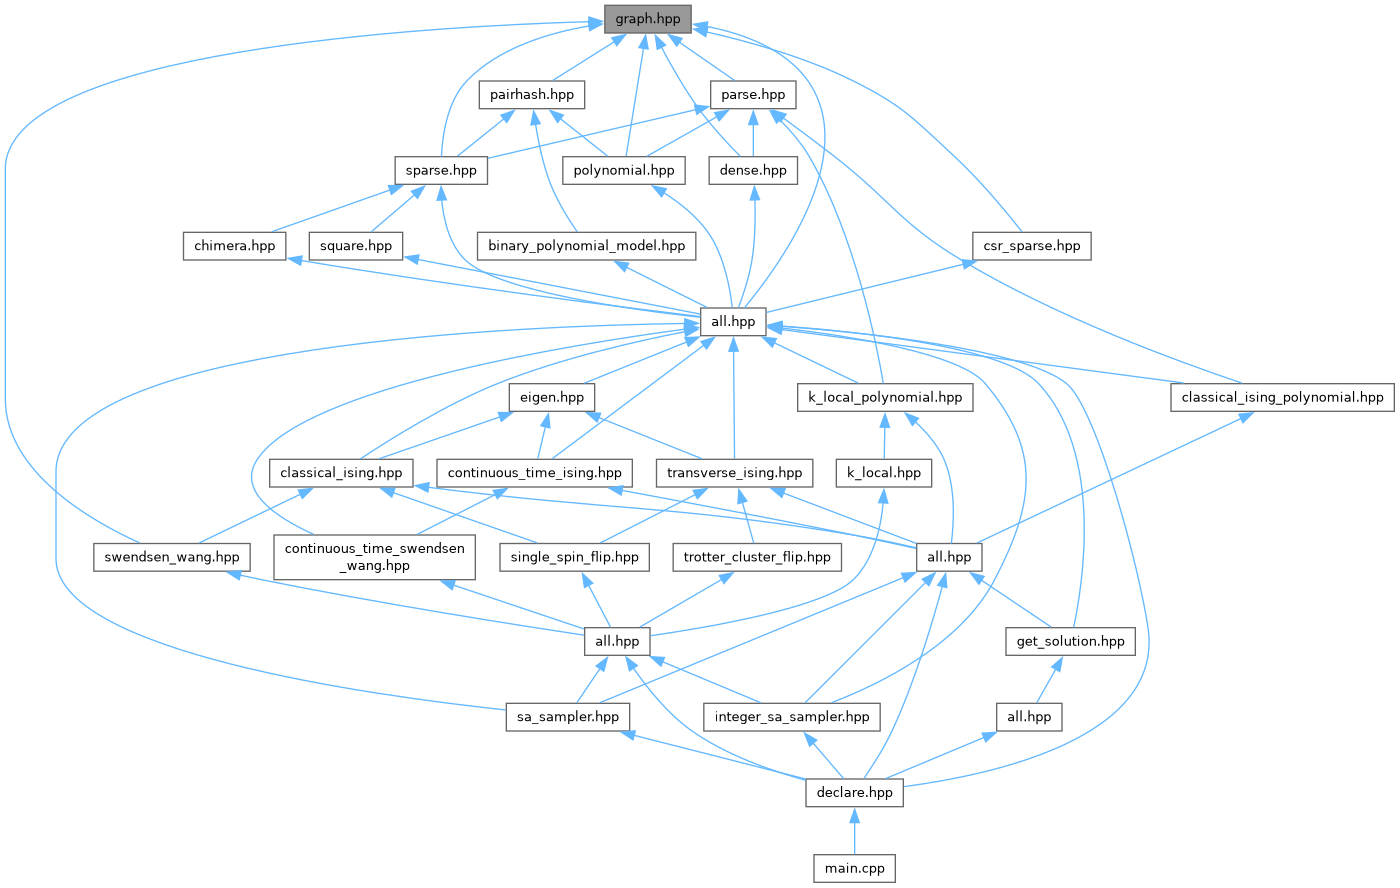 graph.hpp
pairhash.hpp
parse.hpp
sparse.hpp
polynomial.hpp
dense.hpp
chimera.hpp
square.hpp
binary_polynomial_model.hpp
csr_sparse.hpp
all.hpp
eigen.hpp
k_local_polynomial.hpp
classical_ising_polynomial.hpp
classical_ising.hpp
continuous_time_ising.hpp
transverse_ising.hpp
k_local.hpp
swendsen_wang.hpp
continuous_time_swendsen
_wang.hpp
single_spin_flip.hpp
trotter_cluster_flip.hpp
all.hpp
all.hpp
get_solution.hpp
sa_sampler.hpp
integer_sa_sampler.hpp
all.hpp
declare.hpp
main.cpp